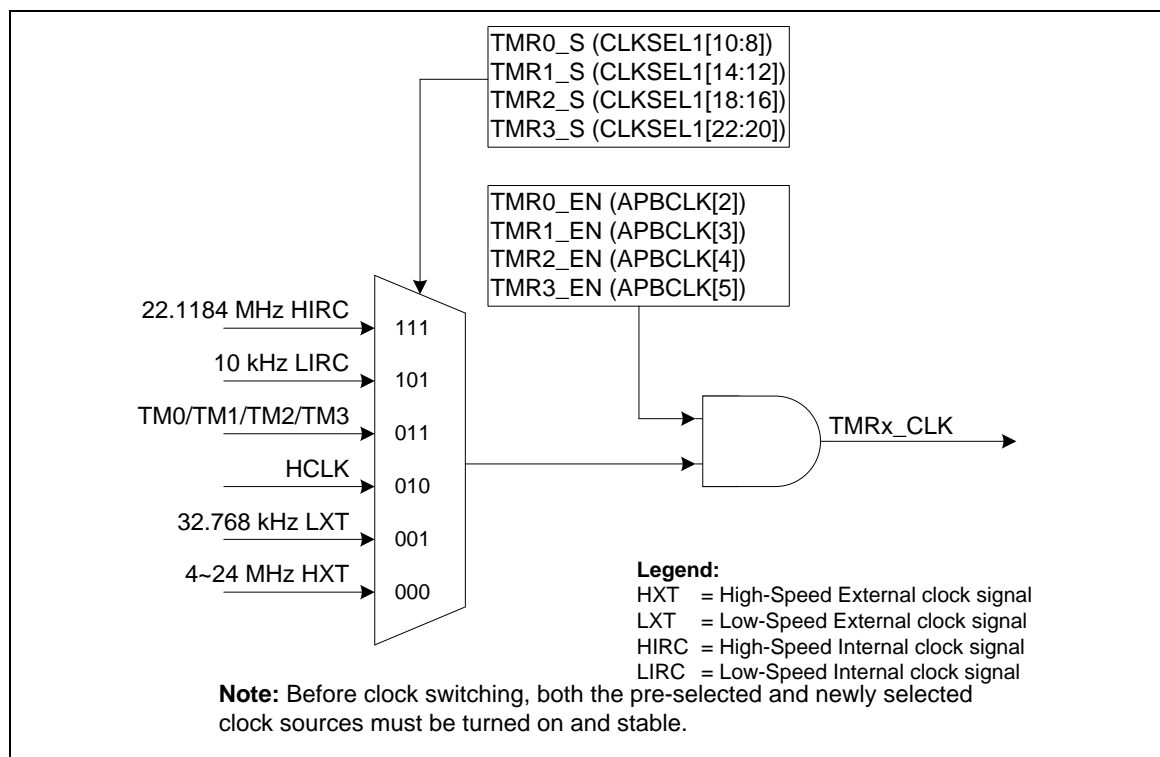 TMR0_S (CLKSEL1[10:8])
TMR1_S (CLKSEL1[14:12])
TMR2_S (CLKSEL1[18:16])
TMR3_S (CLKSEL1[22:20])
TMR0_EN (APBCLK[2])
TMR1_EN (APBCLK[3])
TMR2_EN (APBCLK[4])
TMR3_EN (APBCLK[5])
22.1184 MHz HIRC
111
10 kHz LIRC
101
TM0/TM1/TM2/TM3
011
HCLK
010
32.768 kHz LXT
001
4~24 MHz HXT
000
TMRx_CLK
Legend:
HXT = High-Speed External clock signal
LXT = Low-Speed External clock signal
HIRC = High-Speed Internal clock signal
LIRC = Low-Speed Internal clock signal
Note: Before clock switching, both the pre-selected and newly selected
clock sources must be turned on and stable.